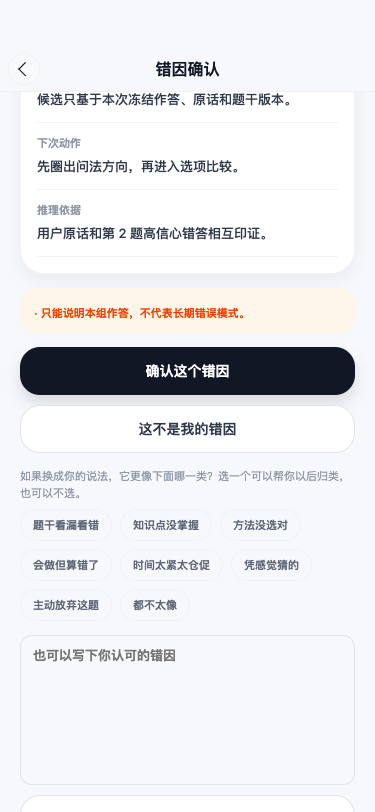 错因确认
候选只基于本次冻结作答、原话和题干版本。
下次动作
先圈出问法方向，再进入选项比较。
推理依据
用户原话和第 2 题高信心错答相互印证。
· 只能说明本组作答，不代表长期错误模式。
确认这个错因
这不是我的错因
如果换成你的说法，它更像下面哪一类？选一个可以帮你以后归类，
也可以不选。
题干看漏看错
知识点没掌握
方法没选对
会做但算错了
时间太紧太仓促
凭感觉猜的
主动放弃这题
都不太像
也可以写下你认可的错因